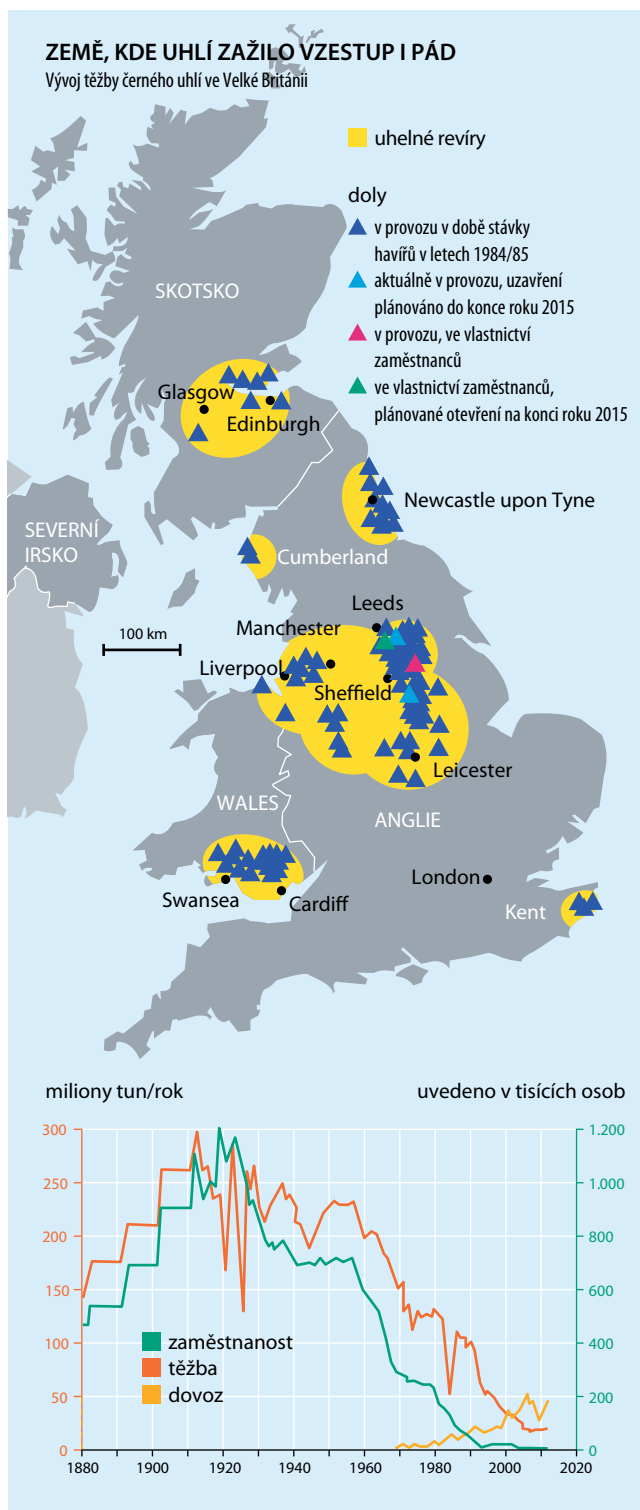 ZEMĚ, KDE UHLÍ ZAŽILO VZESTUP I PÁD
Vývoj těžby černého uhlí ve Velké Británii
uhelné revíry
doly
v provozu v době stávky
havířů v letech 1984/85
aktuálně v provozu, uzavření
plánováno do konce roku 2015
v provozu, ve vlastnictví
zaměstnanců
ve vlastnictví zaměstnanců,
plánované otevření na konci roku 2015
SKOTSKO
Glasgow
Edinburgh
Newcastle upon Tyne
SEVERNÍ
IRSKO
Cumberland
Leeds
100 km
Manchester
Liverpool
Sheffield
Leicester
WALES
ANGLIE
London
Swansea
Cardiff
Kent
miliony tun/rok
uvedeno v tisících osob
300
1.200
250
1.000
200
800
150
600
100
400
50
200
0
0
zaměstnanost
těžba
dovoz
1880
1900
1920
1940
1960
1980
2000
2020